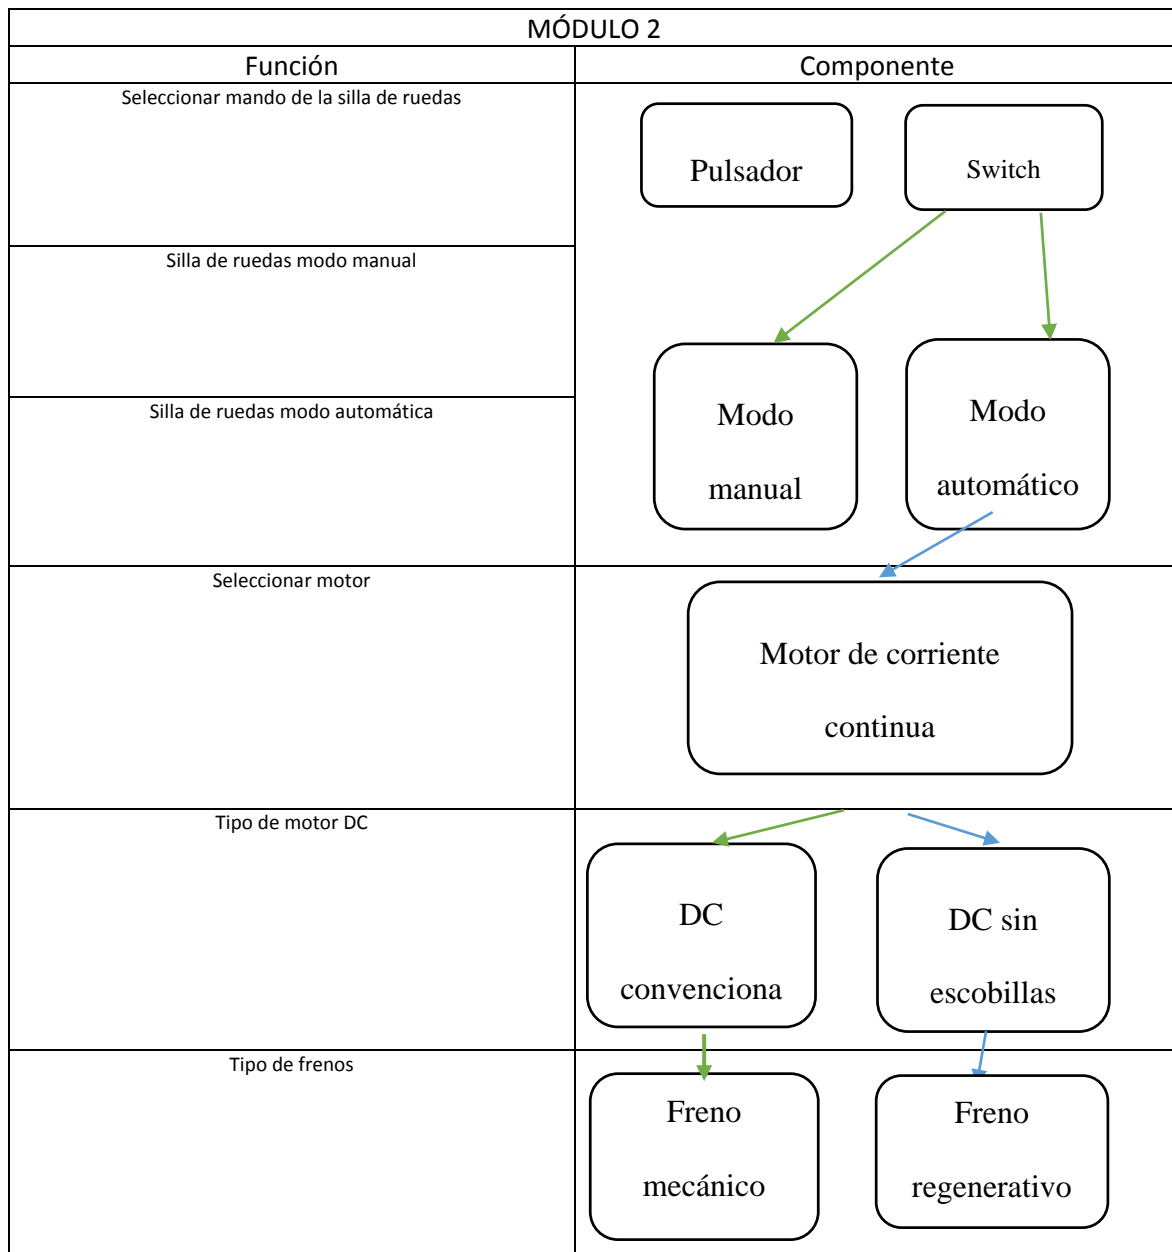 MÓDULO 2
Función
Componente
Seleccionar mando de la silla de ruedas
Pulsador
Switch
Silla de ruedas modo manual
Silla de ruedas modo automática
Modo
manual
Modo
automático
Seleccionar motor
Motor de corriente
continua
Tipo de motor DC
DC
convenciona
DC sin
escobillas
Tipo de frenos
Freno
mecánico
Freno
regenerativo